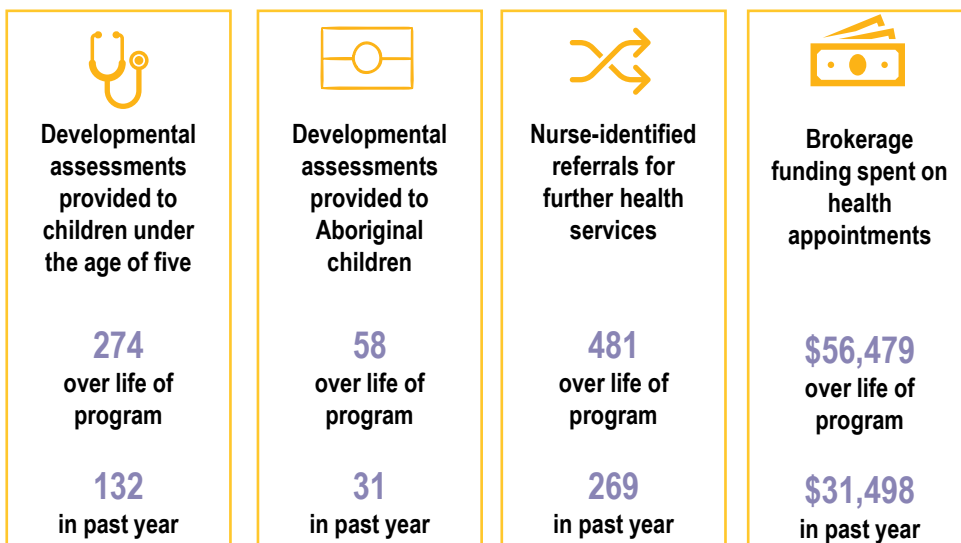 Developmental
assessments
provided to
children under
the age of five
274
over life of
program
132
in past year
Developmental
assessments
provided to
Aboriginal
children
58
over life of
program
31
in past year
Nurse-identified
referrals for
further health
services
481
over life of
program
269
in past year
Brokerage
funding spent on
health
appointments
$56,479
over life of
program
$31,498
in past year